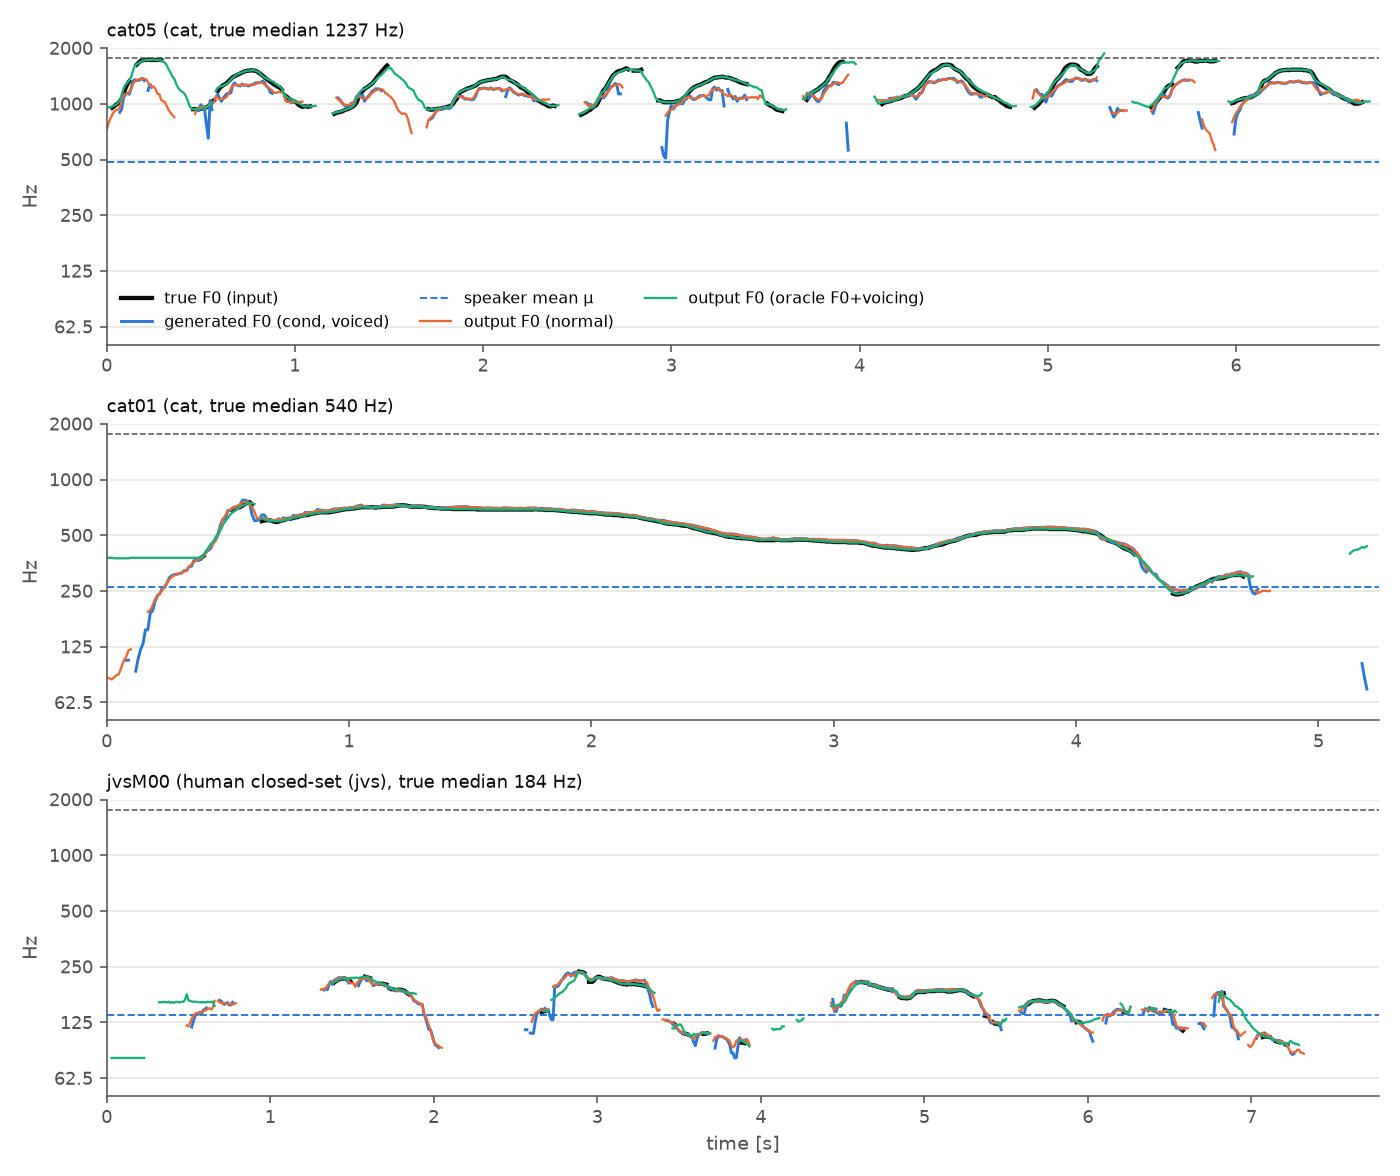 cat05 (cat, true median 1237 Hz)
2000
1000
500
250
125
62.5
Hz
true F0 (input)
generated F0 (cond, voiced)
speaker mean μ
output F0 (normal)
output F0 (oracle F0+voicing)
0 1 2 3 4 5 6
cat01 (cat, true median 540 Hz)
2000
1000
500
250
125
62.5
Hz
0 1 2 3 4 5
jvsM00 (human closed-set (jvs), true median 184 Hz)
2000
1000
500
250
125
62.5
Hz
0 1 2 3 4 5 6 7
time [s]